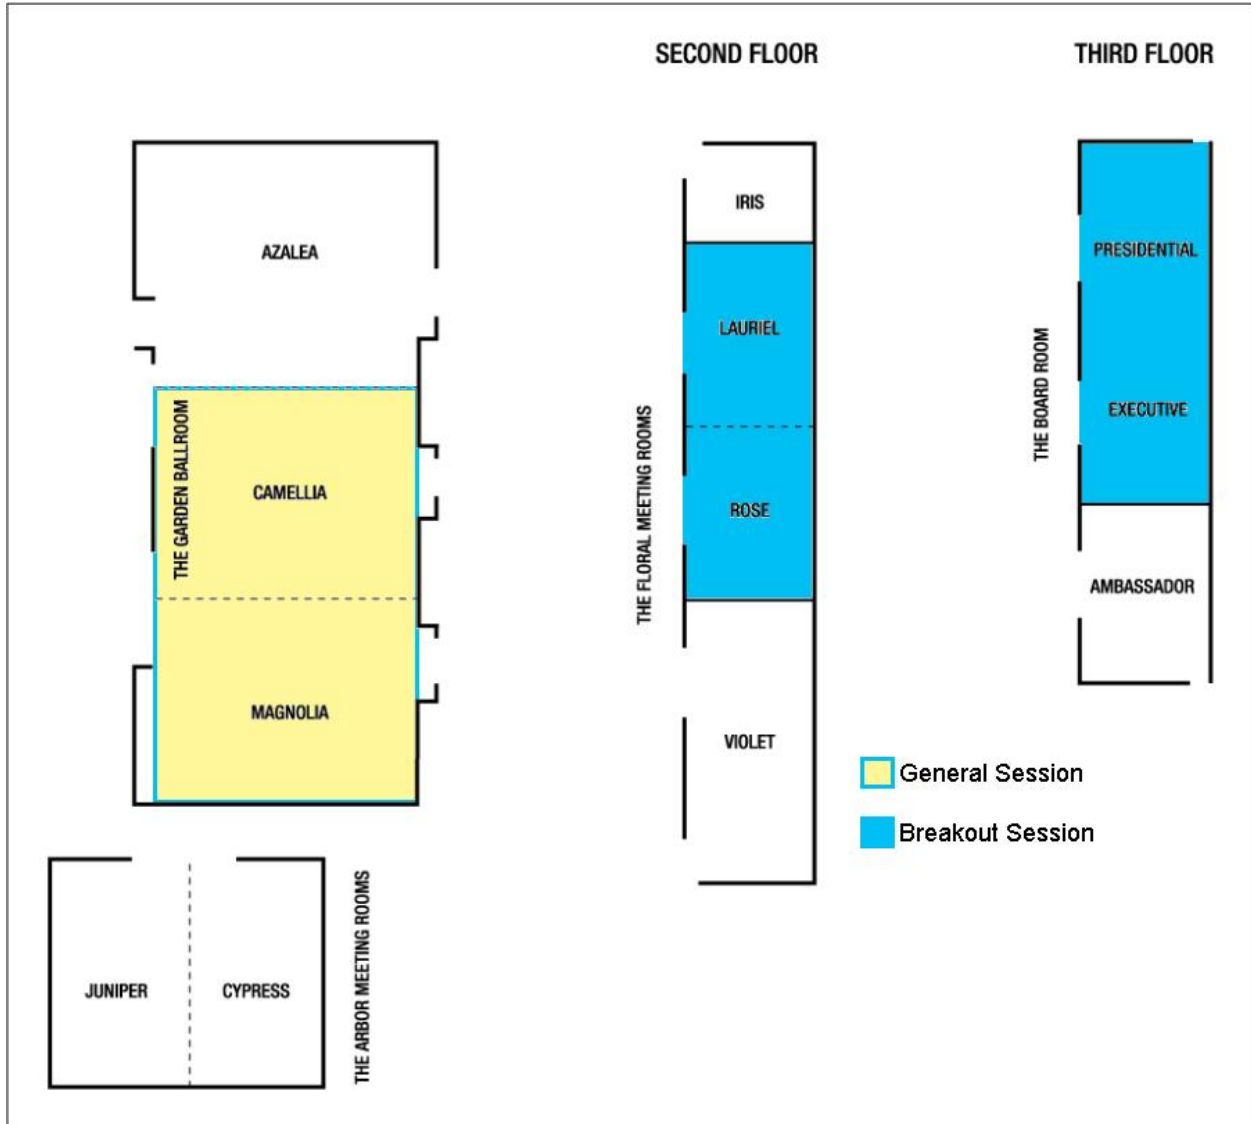 SECOND FLOOR
THIRD FLOOR
AZALEA
THE GARDEN BALLROOM
CAMELLIA
MAGNOLIA
JUNIPER
CYPRESS
THE ARBOR MEETING ROOMS
IRIS
LAURIEL
THE FLORAL MEETING ROOMS
ROSE
VIOLET
PRESIDENTIAL
THE BOARD ROOM
EXECUTIVE
AMBASSADOR
General Session
Breakout Session